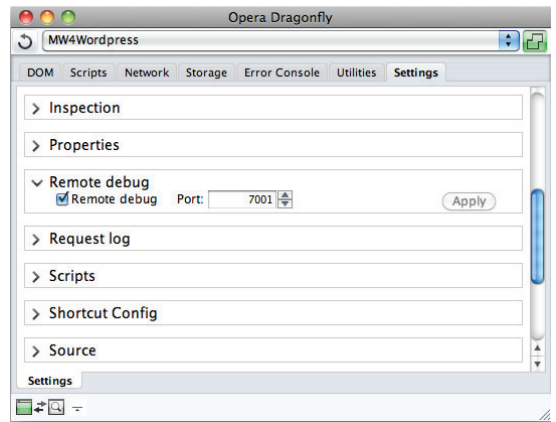 Opera Dragonfly
MW4Wordpress
DOM Scripts Network Storage Error Console Utilities Settings
Inspection
Properties
Remote debug
Remote debug Port: 7001 Apply
Request log
Scripts
Shortcut Config
Source
Settings